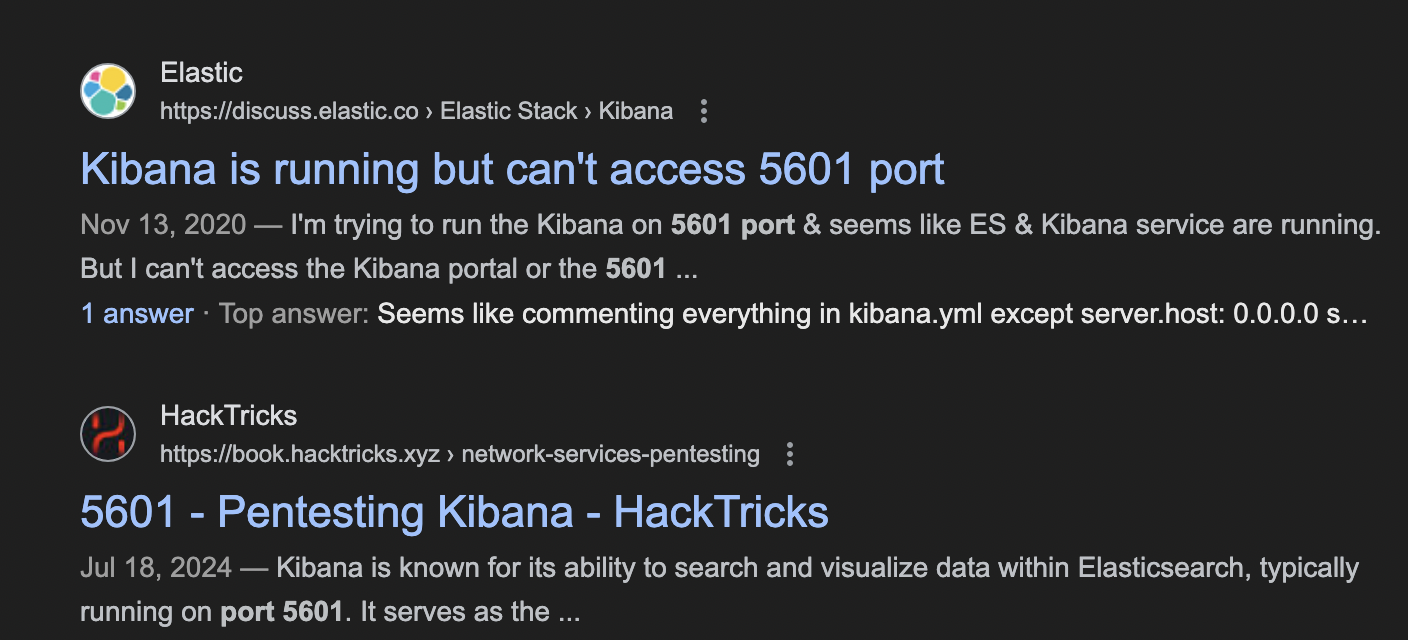 Elastic
https://discuss.elastic.co › Elastic Stack › Kibana
Kibana is running but can't access 5601 port
Nov 13, 2020 — I'm trying to run the Kibana on 5601 port & seems like ES & Kibana service are running.
But I can't access the Kibana portal or the 5601 ...
1 answer · Top answer: Seems like commenting everything in kibana.yml except server.host: 0.0.0.0 s…
HackTricks
https://book.hacktricks.xyz › network-services-pentesting
5601 - Pentesting Kibana - HackTricks
Jul 18, 2024 — Kibana is known for its ability to search and visualize data within Elasticsearch, typically
running on port 5601. It serves as the ...